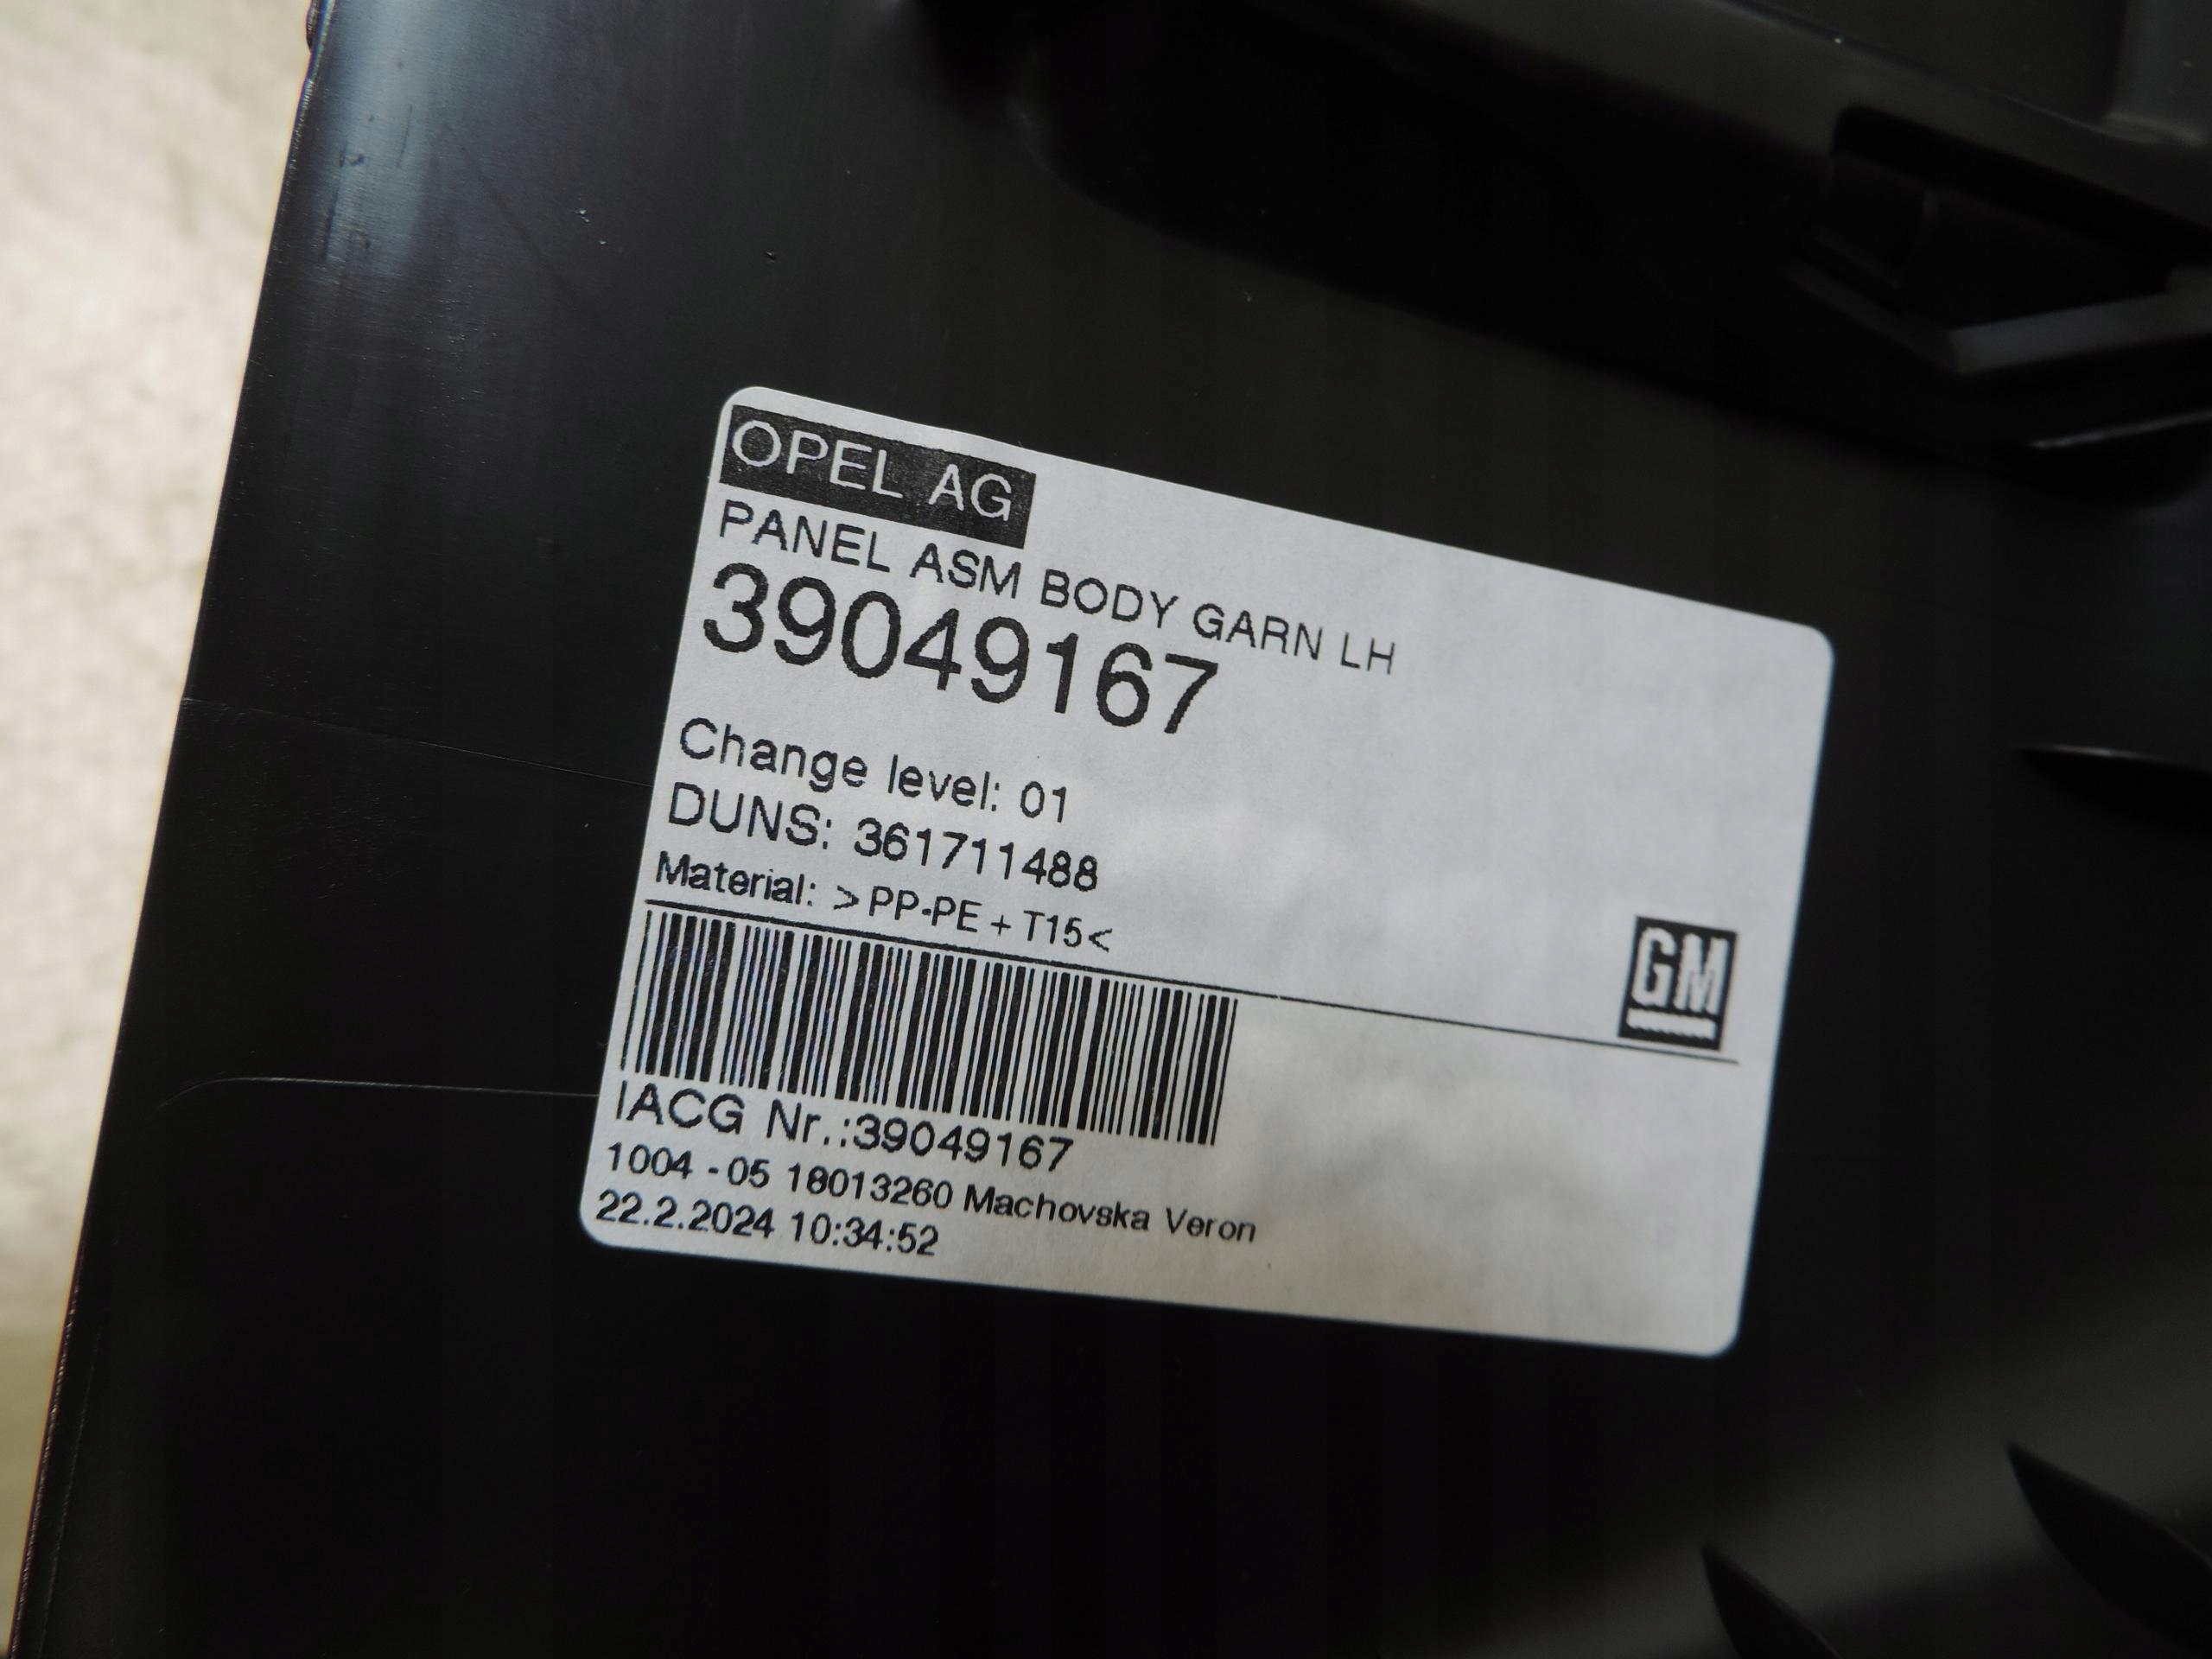 OPEL AG
PANEL ASM BODY GARN LH
39049167
Change level: 01
DUNS: 361711488
Material: >PP-PE + T15<
GM
IACG Nr.:39049167
1004 - 05 18013260 Machovska Veron
22.2.2024 10:34:52